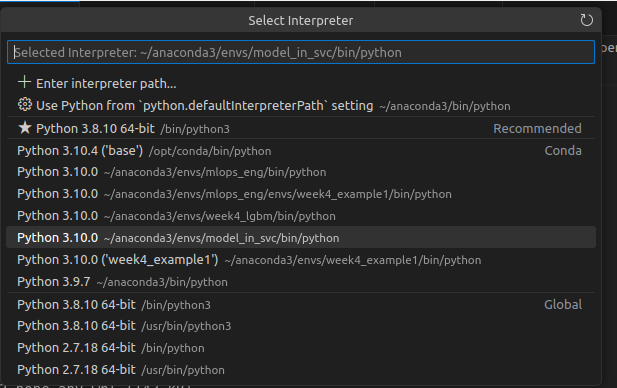 Select Interpreter
Selected Interpreter: ~/anaconda3/envs/model_in_svc/bin/python
Enter interpreter path...
Use Python from `python.defaultInterpreterPath` setting ~/anaconda3/bin/python
Python 3.8.10 64-bit /bin/python3 Recommended
Python 3.10.4 ('base') /opt/conda/bin/python Conda
Python 3.10.0 ~/anaconda3/envs/mlops_eng/bin/python
Python 3.10.0 ~/anaconda3/envs/mlops_eng/envs/week4_example1/bin/python
Python 3.10.0 ~/anaconda3/envs/week4_lgbm/bin/python
Python 3.10.0 ~/anaconda3/envs/model_in_svc/bin/python
Python 3.10.0 ('week4_example1') ~/anaconda3/envs/week4_example1/bin/python
Python 3.9.7 ~/anaconda3/bin/python
Python 3.8.10 64-bit /bin/python3 Global
Python 3.8.10 64-bit /usr/bin/python3
Python 2.7.18 64-bit /bin/python
Python 2.7.18 64-bit /usr/bin/python